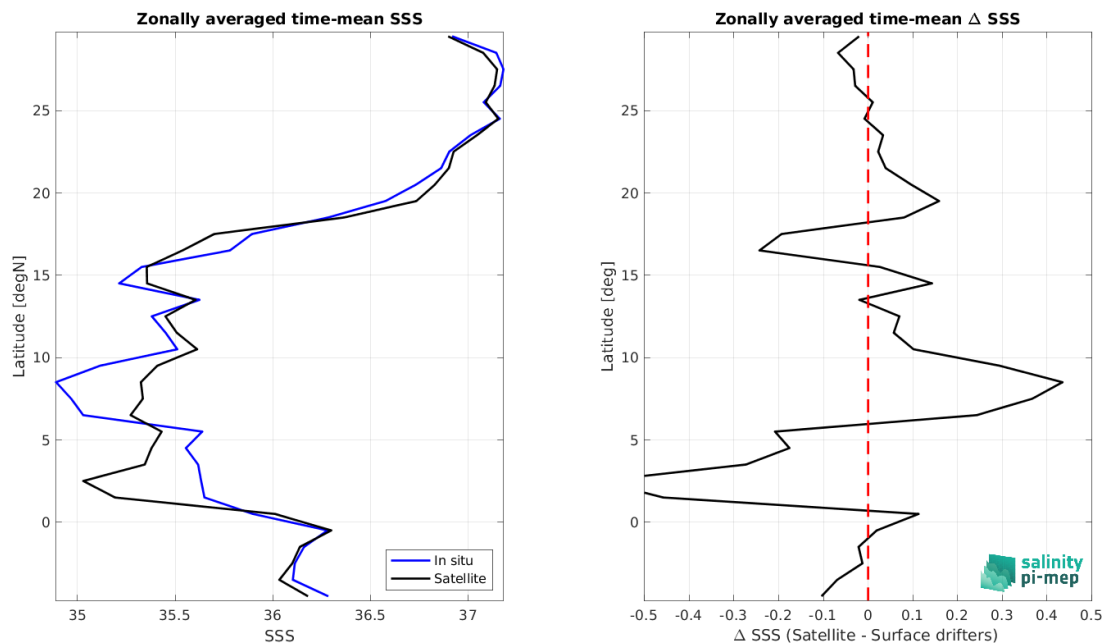 Zonally averaged time-mean SSS
25
20
15
10
5
0
Latitude [degN]
35
35.5
36
36.5
37
SSS
In situ
Satellite
Zonally averaged time-mean Δ SSS
25
20
15
10
5
0
Latitude [deg]
-0.5
-0.4
-0.3
-0.2
-0.1
0
0.1
0.2
0.3
0.4
0.5
Δ SSS (Satellite - Surface drifters)
salinity
pi-mep